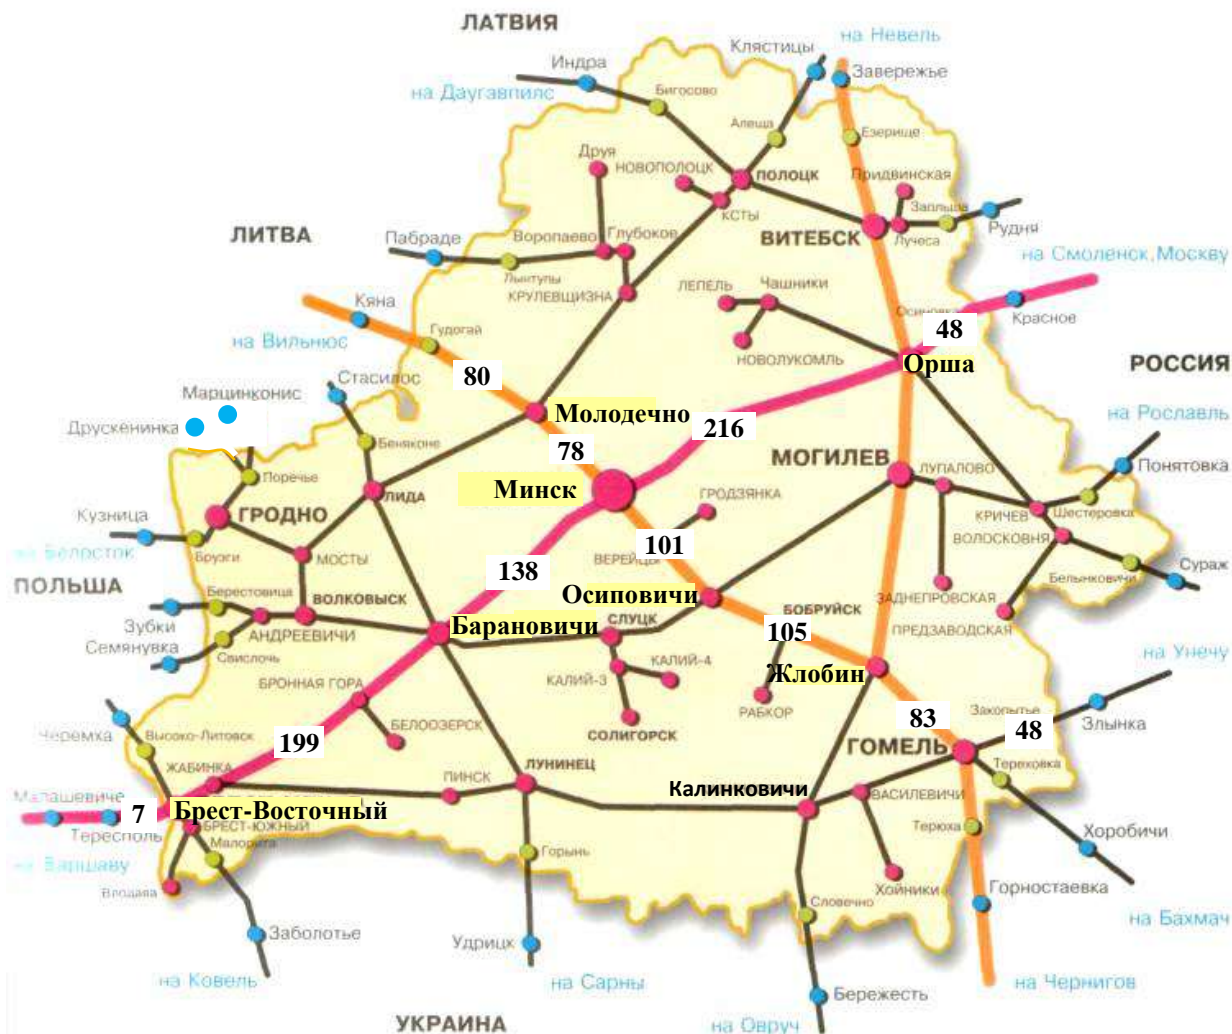 ЛАТВИЯ
Клястицы
на Невель
Индра
Завережье
на Даугавпилс
Бигосово
Алеща
Езерище
Друя
НОВОПОЛОЦК
ПОЛОЦК
Придвинская
КСТЫ
Заольша
Рудня
ЛИТВА
Пабраде
Воропаево
Глубокое
ВИТЕБСК
Лучеса
на Смоленск, Москву
Лынтупы
КРУЛЕВЩИЗНА
ЛЕПЕЛЬ
Чашники
Кяна
Осиновка
Красное
Гудогай
48
на Вильнюс
НОВОЛУКОМЛЬ
Орша
РОССИЯ
Стасилос
80
Марцинконис
Молодечно
на Рославль
Друскенинка
216
Бенякone
78
МОГИЛЕВ
ЛУПАЛОВО
Понятовка
Поречье
ЛИДА
Минск
ГРОДЗЯНКА
Кузница
ГРОДНО
КРИЧЕВ
Шестеровка
на Белосток
Брузги
МОСТЫ
101
ВЕРЕЙЦЫ
ВОЛОСКОВНЯ
Сураж
ПОЛЬША
138
Белынковичи
Берестовица
ВОЛКОВЫСК
Осиповичи
ЗАДНЕПРОВСКАЯ
Зубки
АНДРЕЕВИЧИ
Барановичи
СЛУЦК
БОБРУЙСК
ПРЕДЗАВОДСКАЯ
Семянувка
Свислочь
105
на Унечу
БРОННАЯ ГОРА
КАЛИЙ-4
КАЛИЙ-3
Жлобин
РАБКОР
Закопытье
Злынка
БЕЛООЗЕРСК
83
48
Черемха
Высоко-Литовск
199
СОЛИГОРСК
ГОМЕЛЬ
ЖАБИНКА
ЛУНИНЕЦ
Тереховка
ПИНСК
Калинковичи
ВАСИЛЕВИЧИ
Малашевиче
7
Брест-Восточный
Тересполь
БРЕСТ-ЮЖНЫЙ
Терюха
Хоробичи
Малорита
Горынь
на Варшаву
Влодава
Хойники
Горностаевка
Словечно
на Бахмач
Заболотье
Удрицк
на Ковель
на Сарны
на Чернигов
Бережесть
УКРАИНА
на Овруч